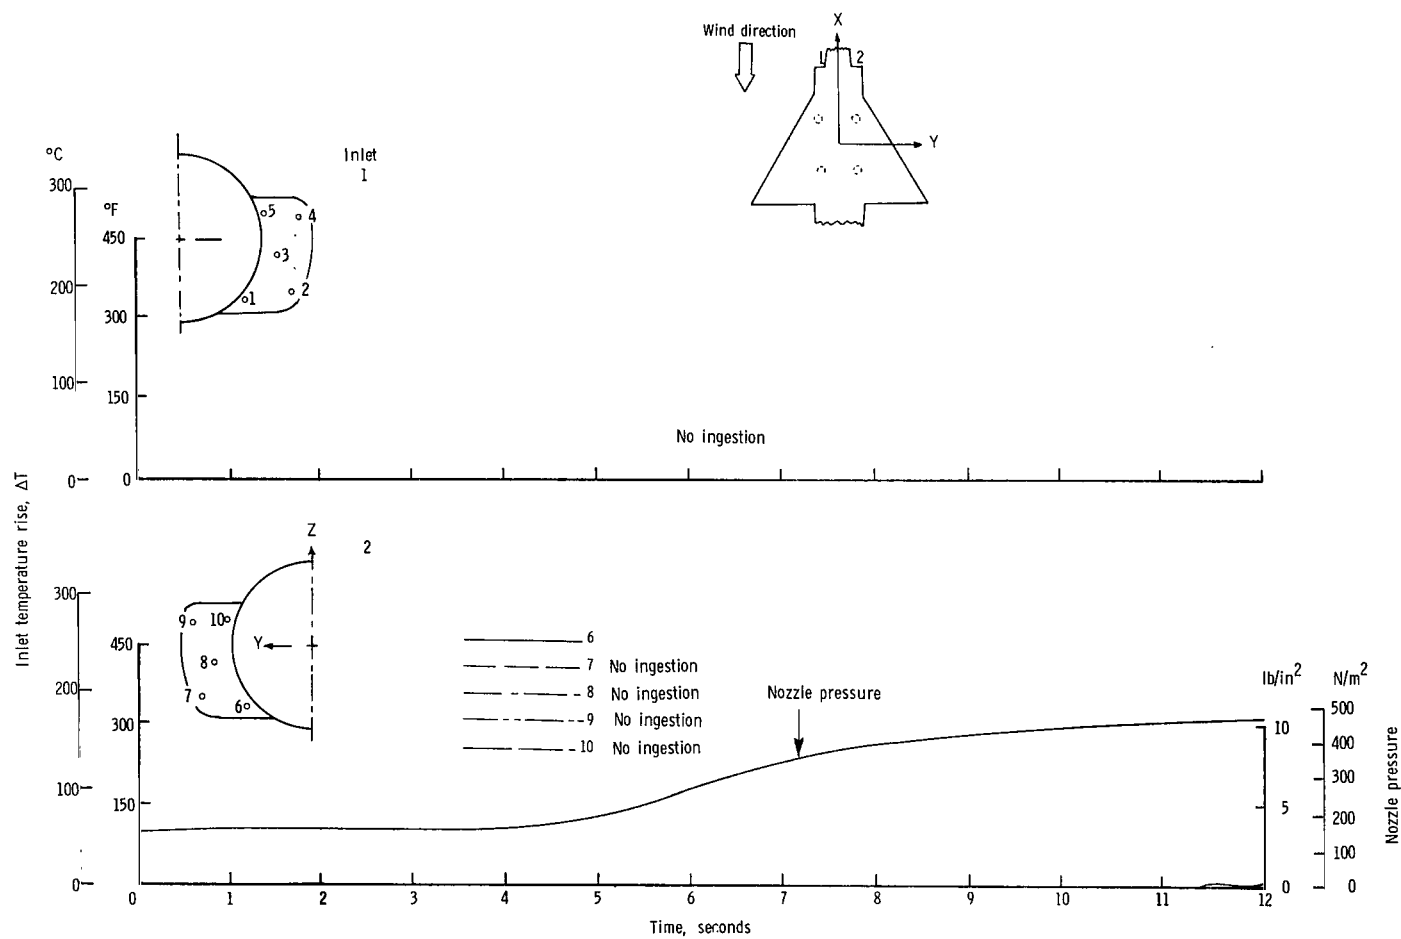 Wind direction
X
1 2
Y
°C
Inlet
1
300
°F
5
4
450
3
200
2
1
300
100
150
No ingestion
0
0
Inlet temperature rise, ΔT
Z
2
300
9
10
6
450
Y
8
7 No ingestion
lb/in²
N/m²
200
7
8 No ingestion
Nozzle pressure
6
9 No ingestion
500
300
10
10 No ingestion
400
Nozzle pressure
300
100
150
5
200
100
0
0
0
0
0
1
2
3
4
5
6
7
8
9
10
11
12
Time, seconds